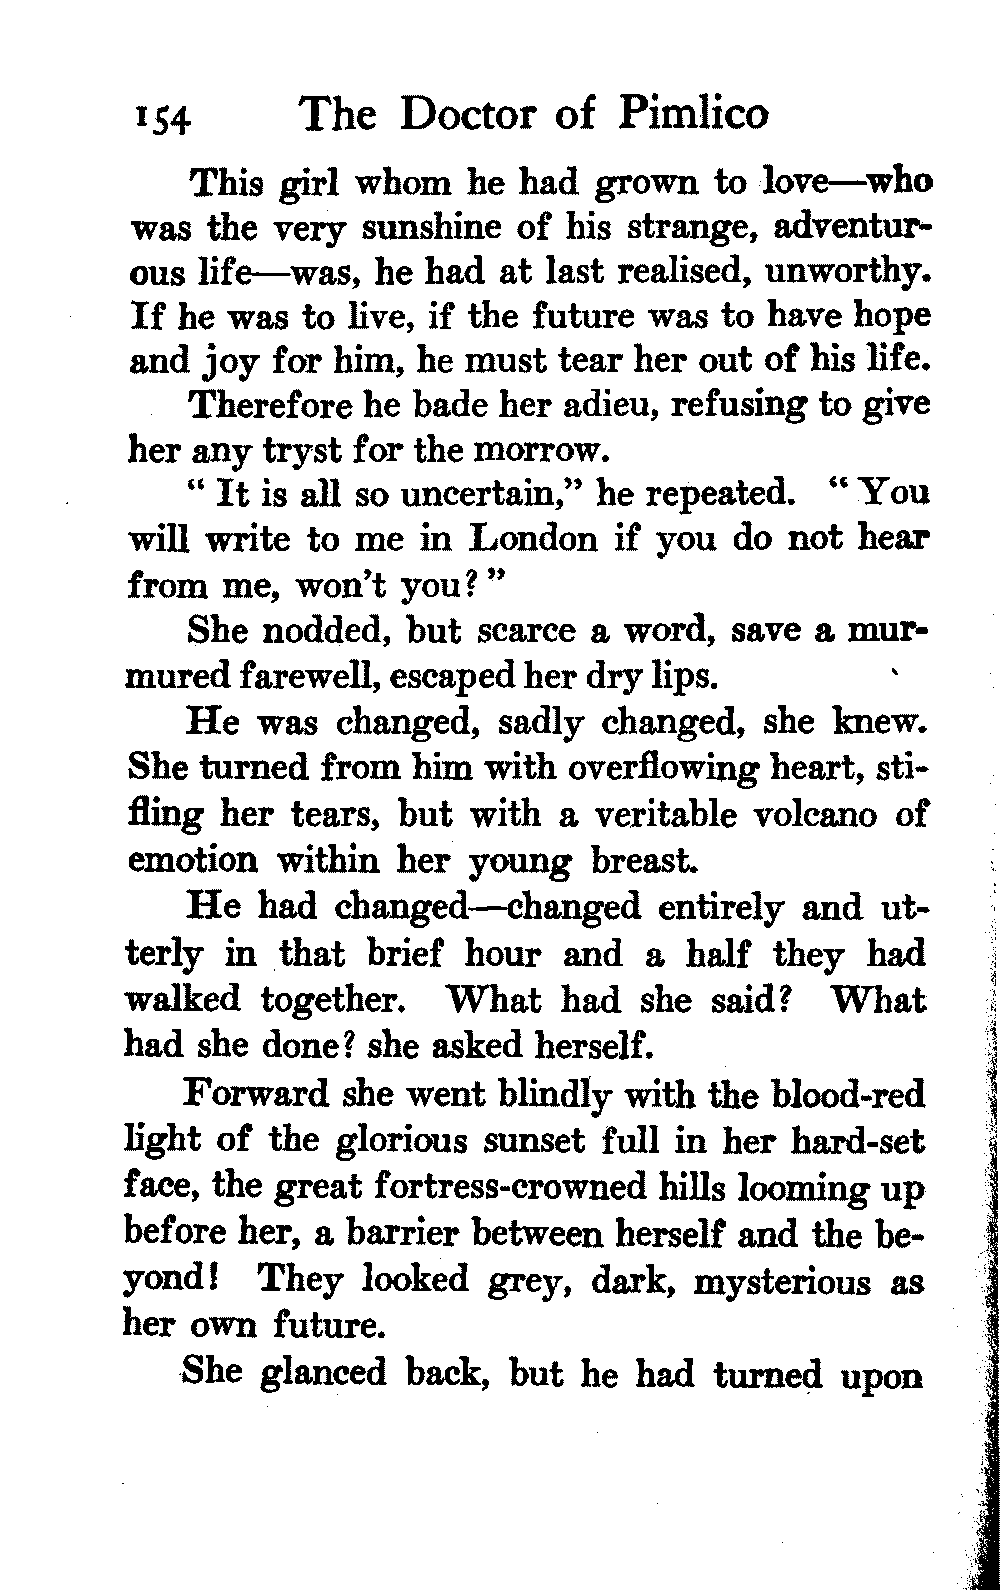 154 The Doctor of Pimlico
This girl whom he had grown to love—who
was the very sunshine of his strange, adventur-
ous life—was, he had at last realised, unworthy.
If he was to live, if the future was to have hope
and joy for him, he must tear her out of his life.
Therefore he bade her adieu, refusing to give
her any tryst for the morrow.
" It is all so uncertain," he repeated. " You
will write to me in London if you do not hear
from me, won't you? "
She nodded, but scarce a word, save a mur-
mured farewell, escaped her dry lips.
He was changed, sadly changed, she knew.
She turned from him with overflowing heart, sti-
fling her tears, but with a veritable volcano of
emotion within her young breast.
He had changed—changed entirely and ut-
terly in that brief hour and a half they had
walked together. What had she said? What
had she done? she asked herself.
Forward she went blindly with the blood-red
light of the glorious sunset full in her hard-set
face, the great fortress-crowned hills looming up
before her, a barrier between herself and the be-
yond! They looked grey, dark, mysterious as
her own future.
She glanced back, but he had turned upon